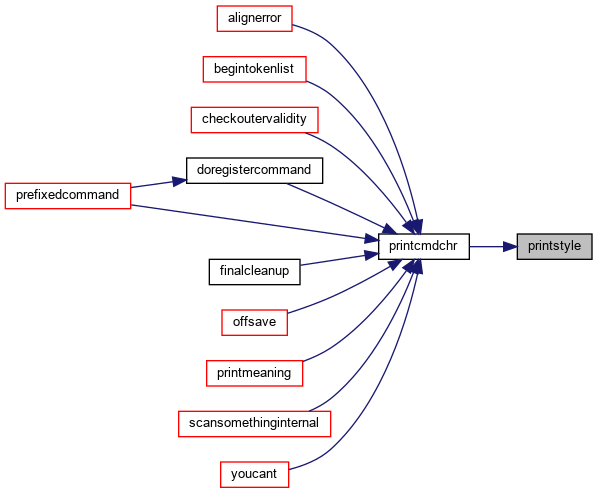 alignerror
begintokenlist
checkoutervalidity
doregistercommand
prefixedcommand
printcmdchr
printstyle
finalcleanup
offsave
printmeaning
scansomethinginternal
youcant